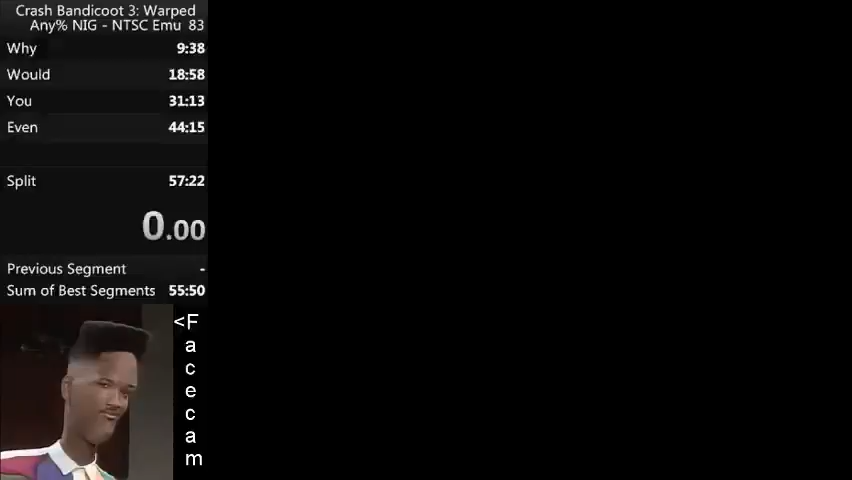 Crash Bandicoot 3: Warped
Any% NIG - NTSC Emu 83
Why 9:38
Would 18:58
You 31:13
Even 44:15
Split 57:22
0.00
Previous Segment -
Sum of Best Segments 55:50
<F
a
c
e
c
a
m